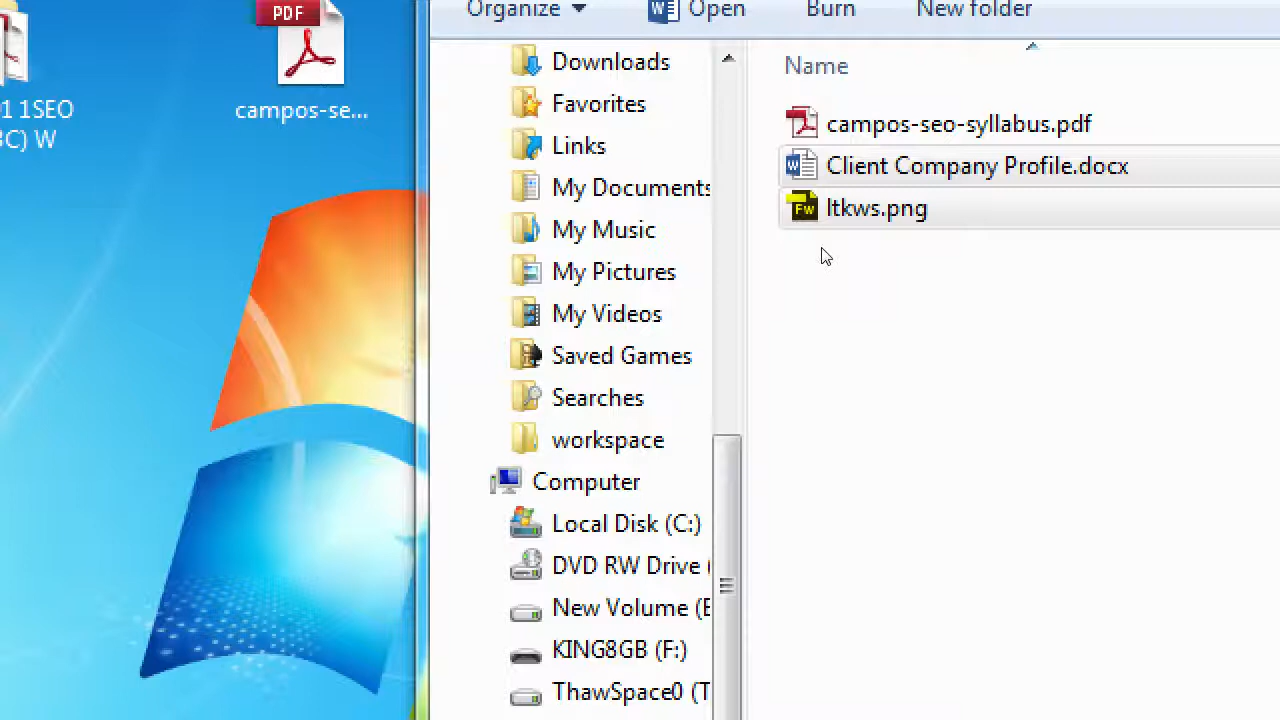 PDF
1 1SEO
BC) W
campos-se...
Organize
Open
Burn
New folder
Downloads
Favorites
Links
My Documents
My Music
My Pictures
My Videos
Saved Games
Searches
workspace
Computer
Local Disk (C:)
DVD RW Drive (
New Volume (E
KING8GB (F:)
ThawSpace0 (T
Name
campos-seo-syllabus.pdf
Client Company Profile.docx
Fw ltkws.png